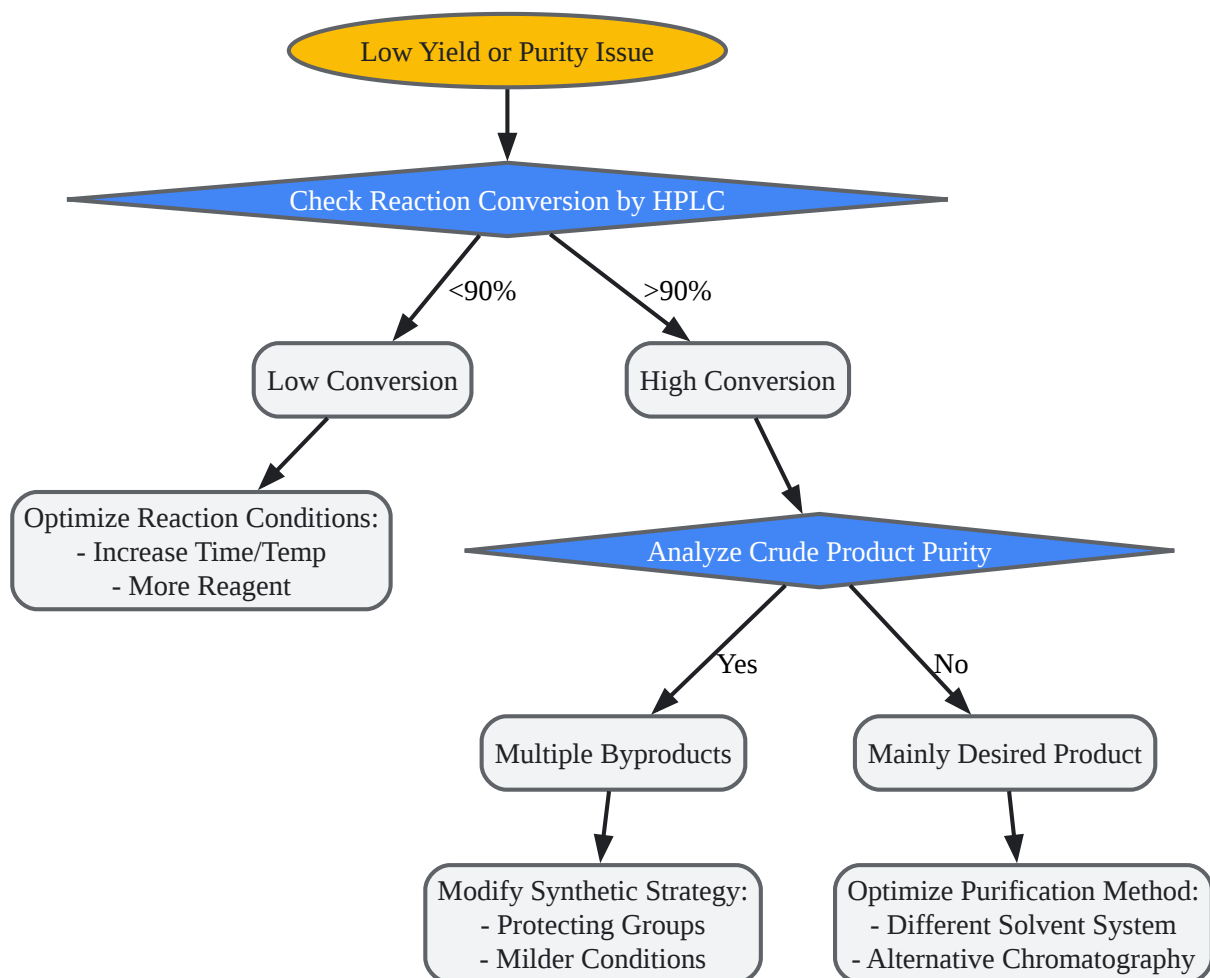 Low Yield or Purity Issue
Check Reaction Conversion by HPLC
<90%
>90%
Low Conversion
High Conversion
Optimize Reaction Conditions:
- Increase Time/Temp
- More Reagent
Analyze Crude Product Purity
Yes
No
Multiple Byproducts
Mainly Desired Product
Modify Synthetic Strategy:
- Protecting Groups
- Milder Conditions
Optimize Purification Method:
- Different Solvent System
- Alternative Chromatography